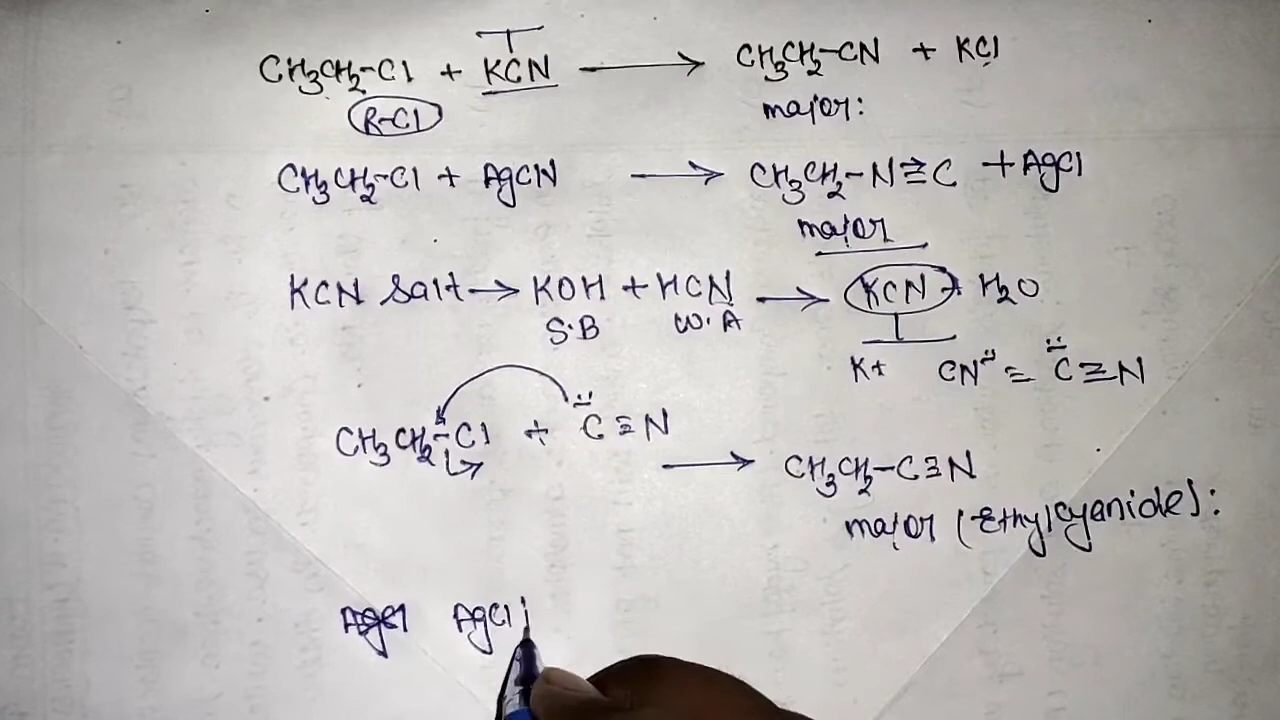 CH₃CH₂-Cl + KCN ⟶ CH₃CH₂-CN + KCl
R-Cl major:
CH₃CH₂-Cl + AgCN ⟶ CH₃CH₂-N≡C + AgCl
major
KCN Salt → KOH + HCN ⟶ KCN + H₂O
S.B W.A
K+ CN⁻̈ = C̈⁻≡N
CH₃CH₂-Cl + C̈⁻≡N
⟶ CH₃CH₂-C≡N
major (Ethylcyanide):
AgCl i